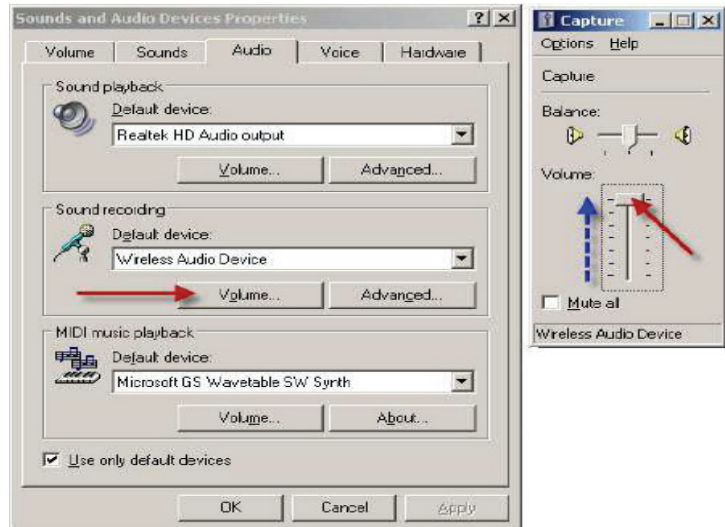 Sounds and Audio Devices Properties
Volume
Sounds
Audio
Voice
Hardware
Sound playback
Default device:
Realtek HD Audio output
Volume...
Advanced...
Sound recording
Default device:
Wireless Audio Device
Volume...
Advanced...
MIDI music playback
Default device:
Microsoft GS Wavetable SW Synth
Volume...
About...
Use only default devices
OK
Cancel
Apply
Capture
Options Help
Capture
Balance:
Volume:
Mute all
Wireless Audio Device